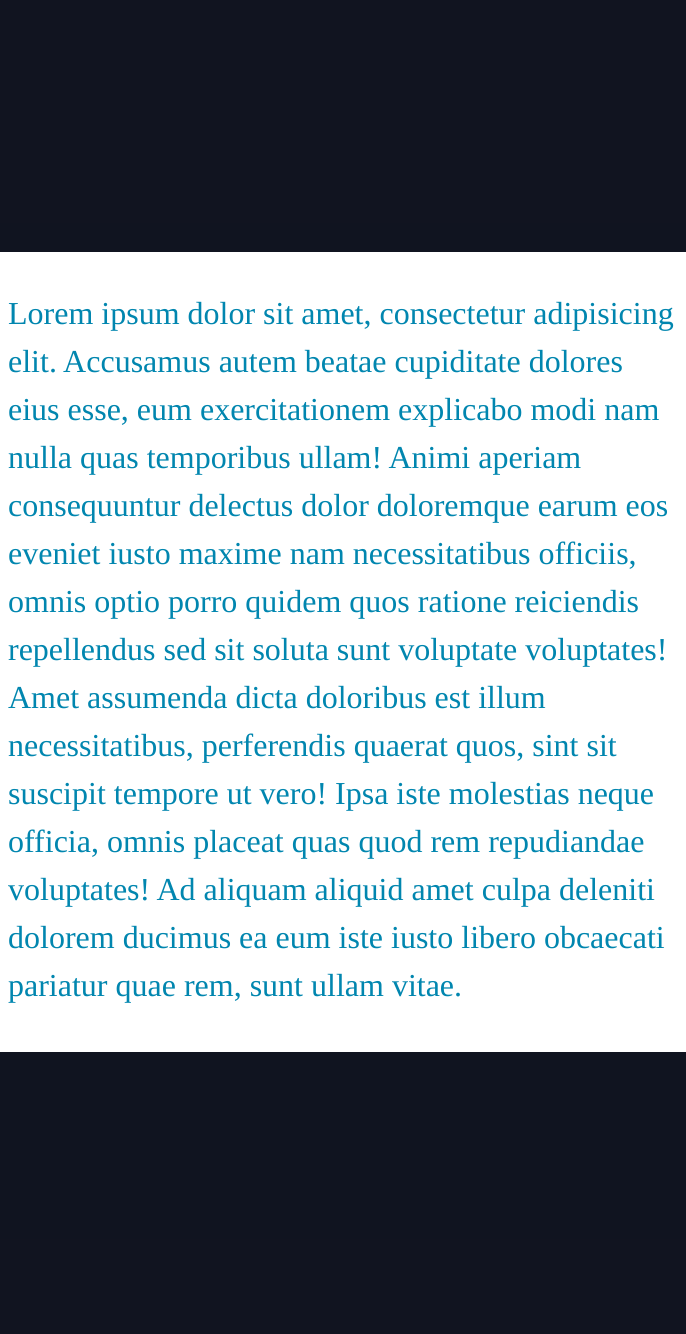 Lorem ipsum dolor sit amet, consectetur adipisicing
elit. Accusamus autem beatae cupiditate dolores
eius esse, eum exercitationem explicabo modi nam
nulla quas temporibus ullam! Animi aperiam
consequuntur delectus dolor doloremque earum eos
eveniet iusto maxime nam necessitatibus officiis,
omnis optio porro quidem quos ratione reiciendis
repellendus sed sit soluta sunt voluptate voluptates!
Amet assumenda dicta doloribus est illum
necessitatibus, perferendis quaerat quos, sint sit
suscipit tempore ut vero! Ipsa iste molestias neque
officia, omnis placeat quas quod rem repudiandae
voluptates! Ad aliquam aliquid amet culpa deleniti
dolorem ducimus ea eum iste iusto libero obcaecati
pariatur quae rem, sunt ullam vitae.